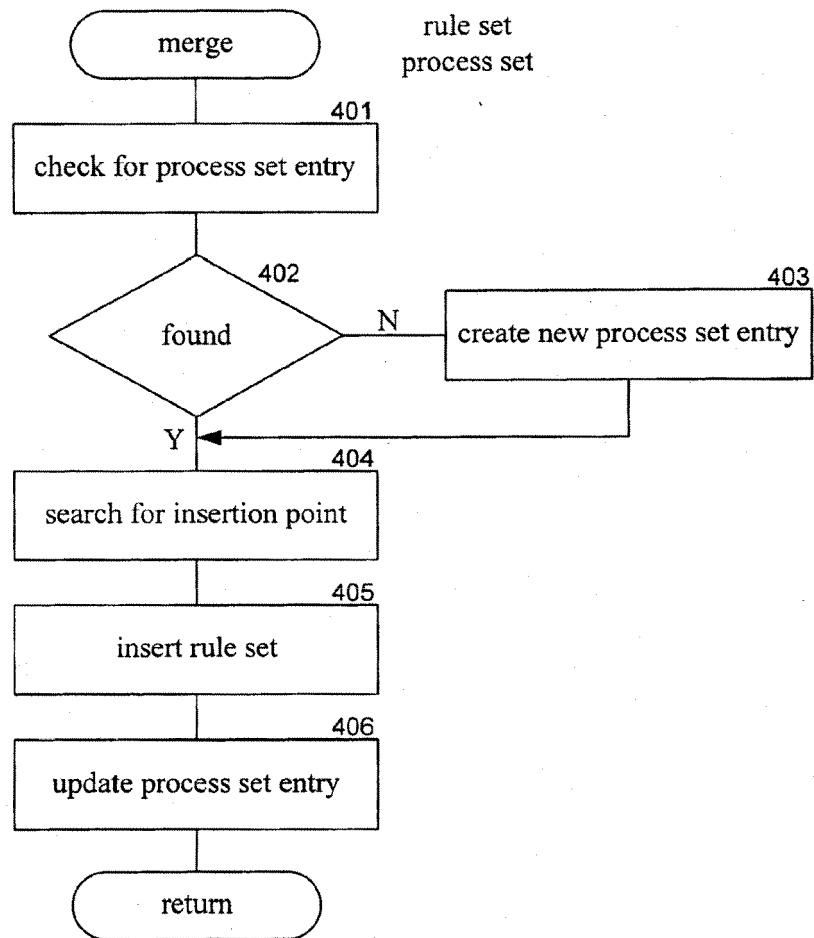 merge
rule set
process set
401
check for process set entry
402
found
N
403
create new process set entry
Y
404
search for insertion point
405
insert rule set
406
update process set entry
return